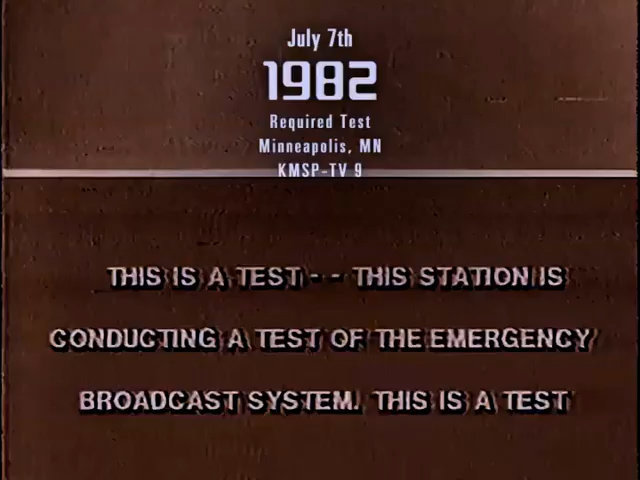 July 7th
1982
Required Test
Minneapolis, MN
KMSP-TV 9
THIS IS A TEST - - THIS STATION IS
CONDUCTING A TEST OF THE EMERGENCY
BROADCAST SYSTEM. THIS IS A TEST